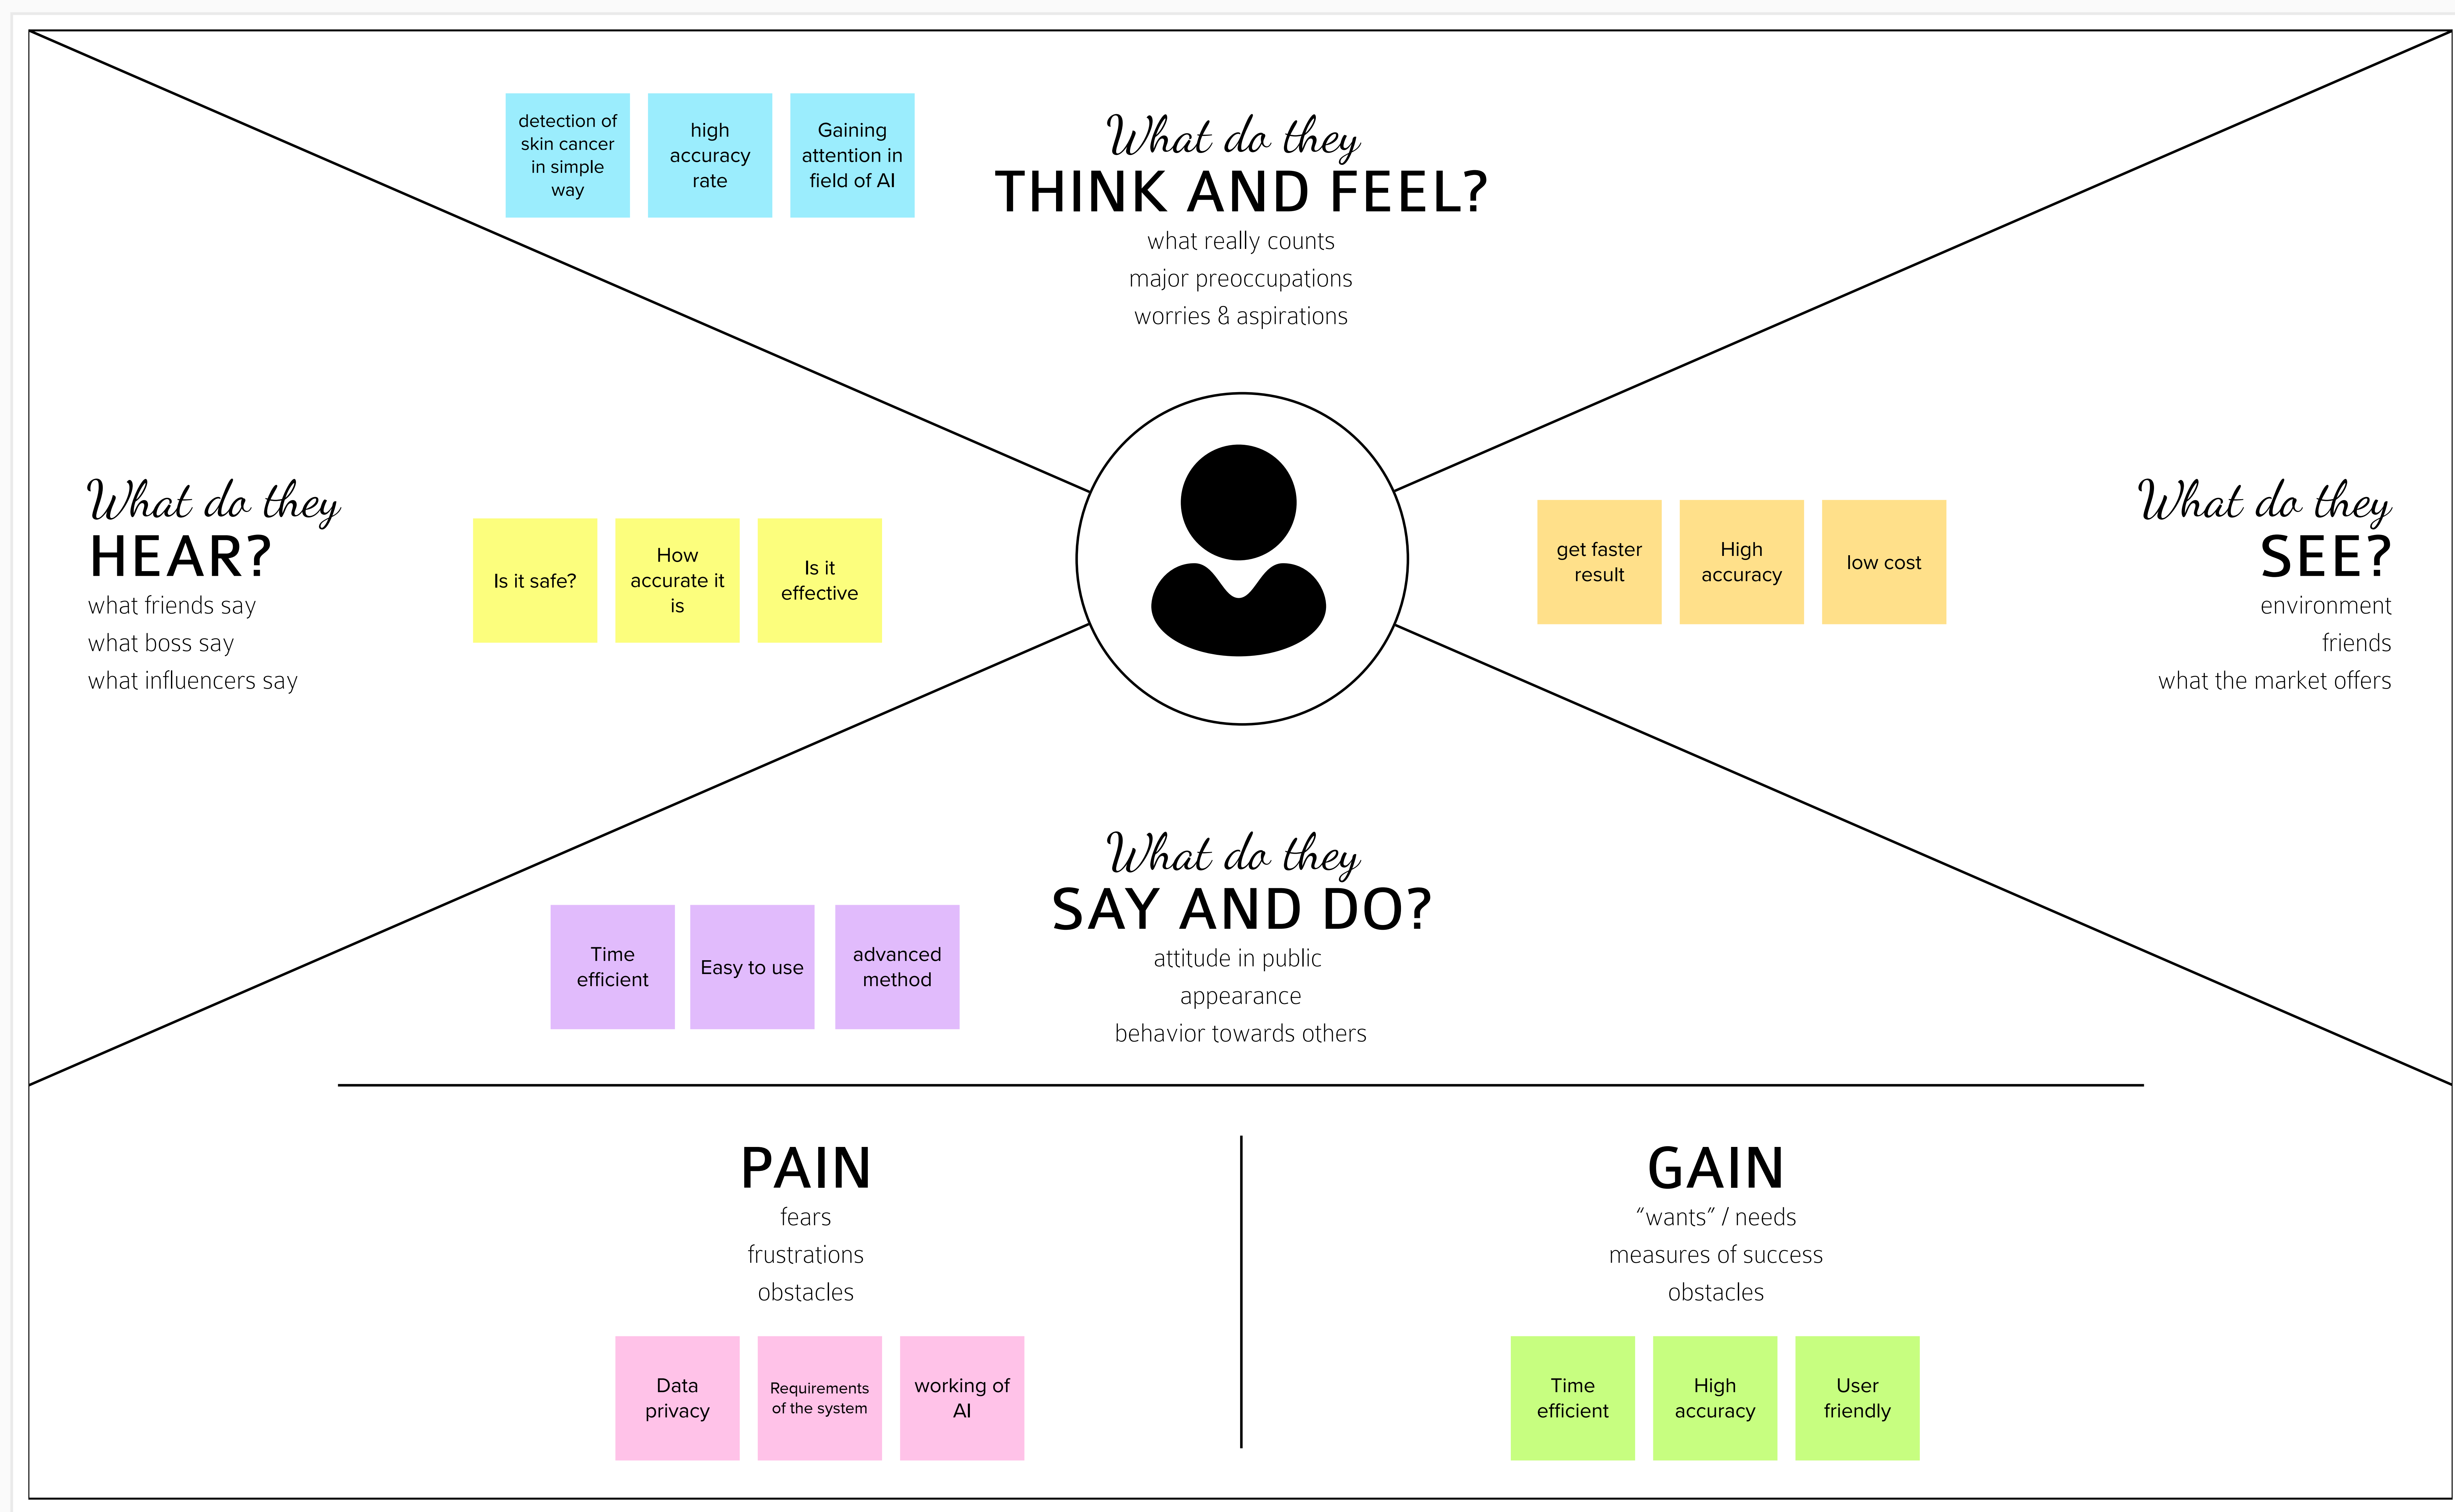 detection of
skin cancer
in simple
way
high
accuracy
rate
Gaining
attention in
field of AI
What do they
THINK AND FEEL?
what really counts
major preoccupations
worries & aspirations
What do they
HEAR?
what friends say
what boss say
what influencers say
Is it safe?
How
accurate it
is
Is it
effective
get faster
result
High
accuracy
low cost
What do they
SEE?
environment
friends
what the market offers
What do they
SAY AND DO?
attitude in public
appearance
behavior towards others
Time
efficient
Easy to use
advanced
method
PAIN
fears
frustrations
obstacles
Data
privacy
Requirements
of the system
working of
AI
GAIN
“wants” / needs
measures of success
obstacles
Time
efficient
High
accuracy
User
friendly